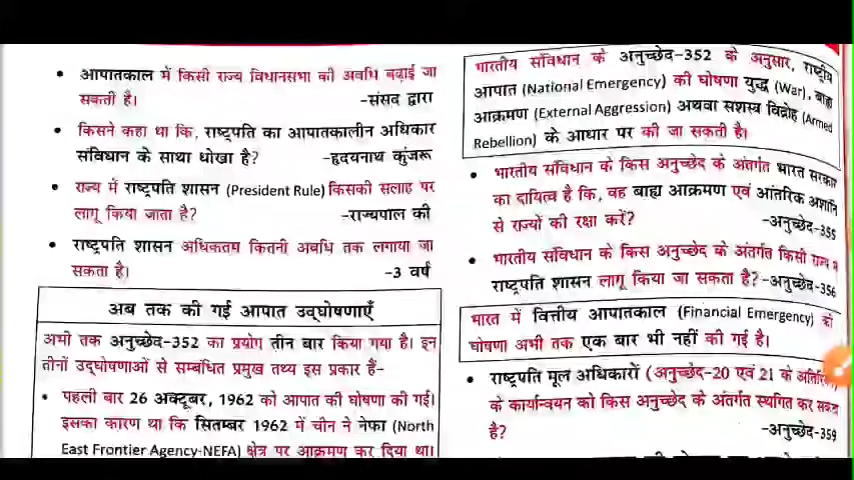 • आपातकाल में किसी राज्य विधानसभा की अवधि बढ़ाई जा
सकती है। -संसद द्वारा
• किसने कहा था कि, राष्ट्रपति का आपातकालीन अधिकार
संविधान के साथा धोखा है? -हृदयनाथ कुंजरू
• राज्य में राष्ट्रपति शासन (President Rule) किसकी सलाह पर
लागू किया जाता है? -राज्यपाल की
• राष्ट्रपति शासन अधिकतम कितनी अवधि तक लगाया जा
सकता है। -3 वर्ष
अब तक की गई आपात उद्घोषणाएँ
अभी तक अनुच्छेद-352 का प्रयोग तीन बार किया गया है। इन
तीनों उद्घोषणाओं से सम्बंधित प्रमुख तथ्य इस प्रकार हैं-
• पहली बार 26 अक्टूबर, 1962 को आपात की घोषणा की गई।
इसका कारण था कि सितम्बर 1962 में चीन ने नेफा (North
East Frontier Agency-NEFA) क्षेत्र पर आक्रमण कर दिया था।
भारतीय संविधान के अनुच्छेद-352 के अनुसार, राष्ट्रीय
आपात (National Emergency) की घोषणा युद्ध (War), बाह्य
आक्रमण (External Aggression) अथवा सशस्त्र विद्रोह (Armed
Rebellion) के आधार पर की जा सकती है।
• भारतीय संविधान के किस अनुच्छेद के अंतर्गत भारत सरकार
का दायित्व है कि, वह बाह्य आक्रमण एवं आंतरिक अशांति
से राज्यों की रक्षा करें? -अनुच्छेद-355
• भारतीय संविधान के किस अनुच्छेद के अंतर्गत किसी राज्य में
राष्ट्रपति शासन लागू किया जा सकता है? -अनुच्छेद-356
भारत में वित्तीय आपातकाल (Financial Emergency) की
घोषणा अभी तक एक बार भी नहीं की गई है।
• राष्ट्रपति मूल अधिकारों (अनुच्छेद-20 एवं 21 के
के कार्यान्वयन को किस अनुच्छेद के अंतर्गत स्थगित कर
है? -अनुच्छेद-359